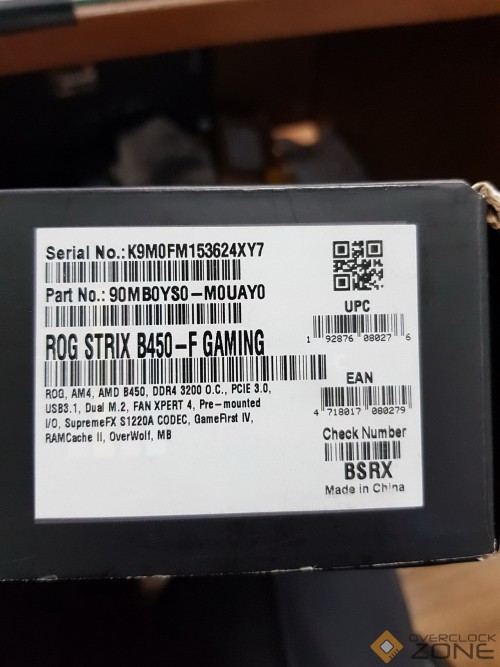 Serial No.:K9M0FM153624XY7
Part No.: 90MB0YS0-M0UAY0
ROG STRIX B450-F GAMING
ROG, AM4, AMD B450, DDR4 3200 O.C., PCIE 3.0,
USB3.1, Dual M.2, FAN XPERT 4, Pre-mounted
I/O, SupremeFX S1220A CODEC, GameFirst IV,
RAMCache II, OverWolf, MB
UPC
1 92876 08027 6
EAN
4 718017 080279
Check Number
BSRX
Made in China
OVERCLOCK
ZONE